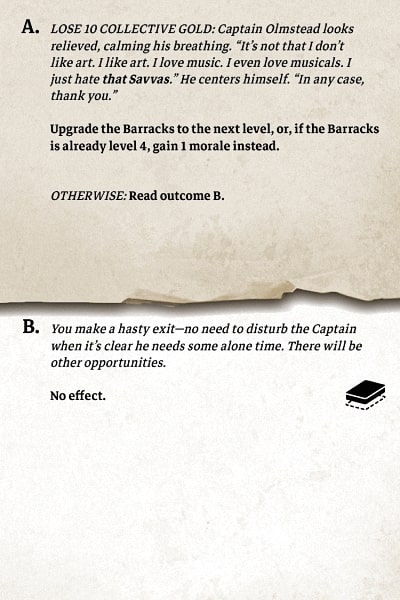 A. LOSE 10 COLLECTIVE GOLD: Captain Olmstead looks
relieved, calming his breathing. “It’s not that I don’t
like art. I like art. I love music. I even love musicals. I
just hate that Savvas.” He centers himself. “In any case,
thank you.”
Upgrade the Barracks to the next level, or, if the Barracks
is already level 4, gain 1 morale instead.
OTHERWISE: Read outcome B.
B. You make a hasty exit—no need to disturb the Captain
when it’s clear he needs some alone time. There will be
other opportunities.
No effect.